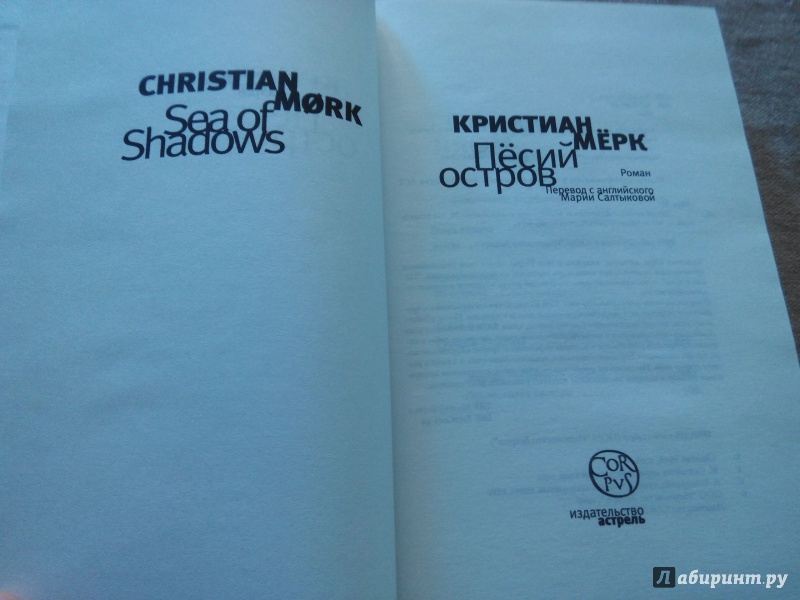 CHRISTIAN
MØRK
Sea of
Shadows
КРИСТИАН
МЁРК
Пёсий
остров
Роман
Перевод с английского
Марии Салтыковой
COR
PVS
издательство
астрель
Лабиринт.ру